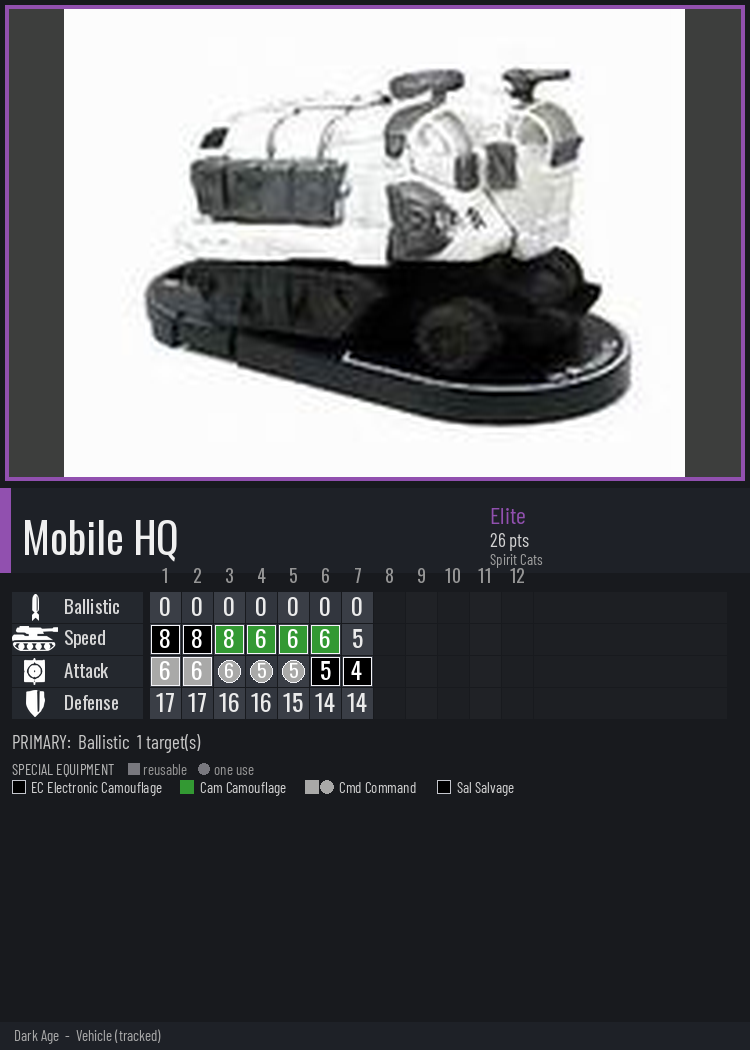 Mobile HQ
Elite
26 pts
Spirit Cats
1 2 3 4 5 6 7 8 9 10 11 12
Ballistic 0 0 0 0 0 0 0
Speed 8 8 8 6 6 6 5
Attack 6 6 6 5 5 5 4
Defense 17 17 16 16 15 14 14
PRIMARY: Ballistic 1 target(s)
SPECIAL EQUIPMENT reusable one use
EC Electronic Camouflage Cam Camouflage Cmd Command Sal Salvage
Dark Age - Vehicle (tracked)